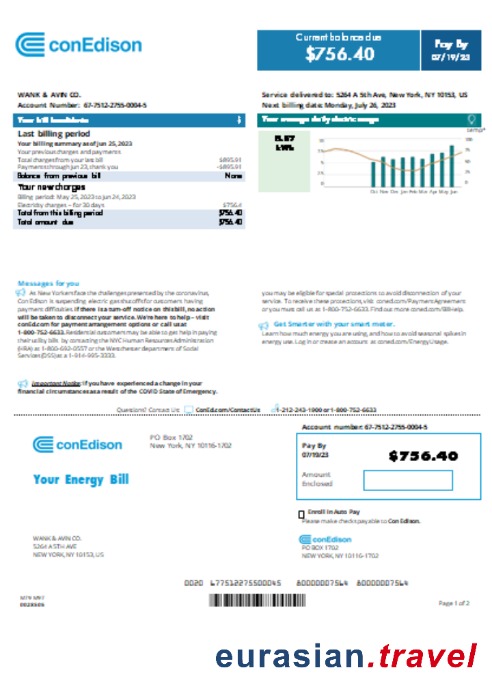 conEdison
Current balance due
$756.40
Pay By
07/19/23
WANK & AVIN CO.
Account Number: 67-7512-2755-0004-5
Service delivered to: 5264 A 5th Ave, New York, NY 10153, US
Next billing date: Monday, July 26, 2023
Your bill breakdown
Your average daily electric usage
Last billing period
Your billing summary as of Jun 25, 2023
Your previous charges and payments
Total charges from your last bill $895.91
Payments through Jun 23, thank you -$895.91
Balance from previous bill None
Your new charges
Billing period: May 25, 2023 to Jun 24, 2023
Electricity charges – for 30 days $756.4
Total from this billing period $756.40
Total amount due $756.40
kWh
Temp°
Messages for you
As New Yorkers face the challenges presented by the coronavirus,
Con Edison is suspending electric gas shutoffs for customers having
payment difficulties. If there is a turn-off notice on this bill, no action
will be taken to disconnect your service. We're here to help – visit
conEd.com for payment arrangement options or call us at
1-800-752-6633. Residential customers may be able to get help in paying
their utility bills by contacting the NYC Human Resources Administration
(HRA) at 1-800-692-0557 or the Westchester Department of Social
Services (DSS) at 1-914-995-3333.
you may be eligible for special protections to avoid disconnection of
service. To receive these protections, visit coned.com/PaymentAgreement
or you must call us at 1-800-752-6633. Find out more coned.com/BillHelp.
Get Smarter with your smart meter.
Learn how much energy you are using, and how to avoid seasonal spikes in
energy use. Log in or create an account at coned.com/EnergyUsage.
Important Notice: If you have experienced a change in your
financial circumstances as a result of the COVID State of Emergency,
Questions? Contact Us: ConEd.com/ContactUs 1-212-243-1900 or 1-800-752-6633
Account number: 67-7512-2755-0004-5
conEdison
PO Box 1702
New York, NY 10116-1702
Pay By
07/19/23
$756.40
Amount
Enclosed
Your Energy Bill
Enroll in Auto Pay
Please make checks payable to Con Edison.
WANK & AVIN CO.
5264 A 5TH AVE
NEW YORK, NY 10153, US
conEdison
PO BOX 1702
NEW YORK, NY 10116-1702
0020 677512275500045 80000007564 80000007564
Page 1 of 2
eurasian.travel